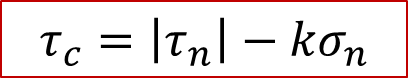 τ_c = |τ_n| − kσ_n